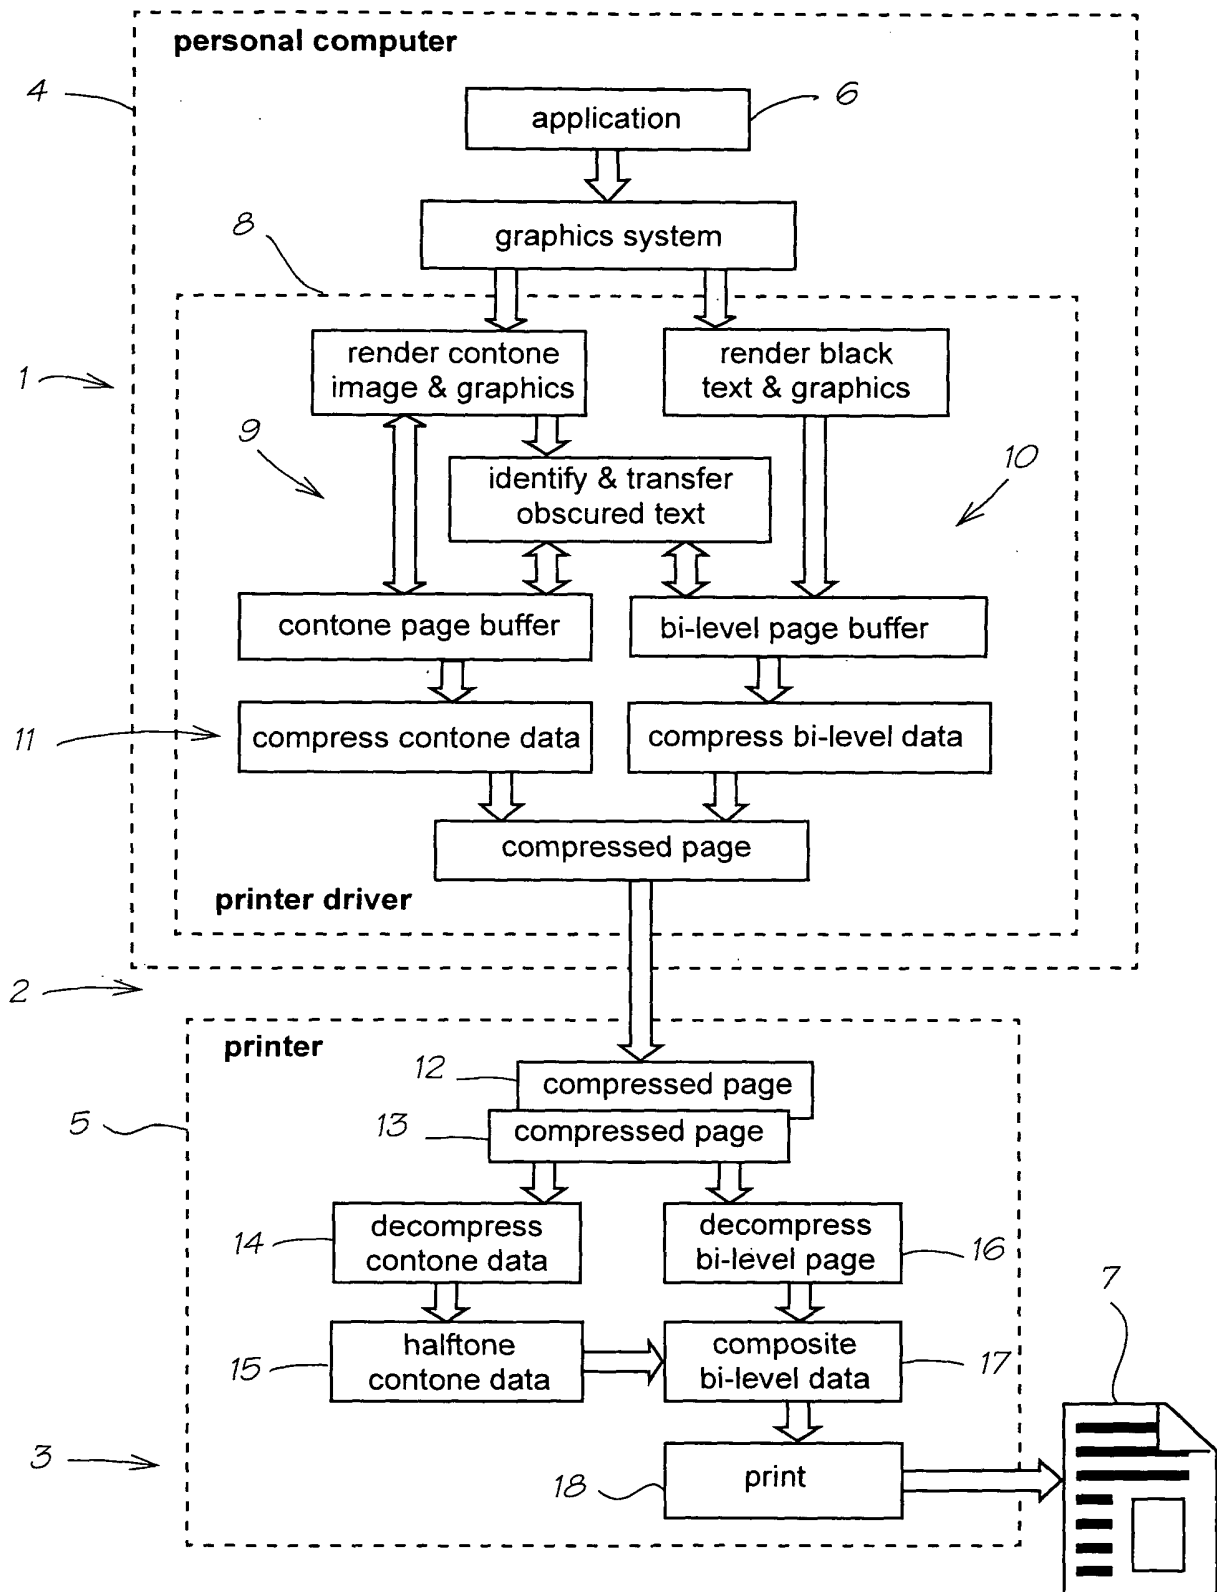 personal computer
4
6
application
8
graphics system
1
render contone
image & graphics
render black
text & graphics
9
10
identify & transfer
obscured text
contone page buffer
bi-level page buffer
11
compress contone data
compress bi-level data
compressed page
printer driver
2
printer
12
compressed page
5
13
compressed page
14
decompress
contone data
decompress
bi-level page
16
7
15
halftone
contone data
composite
bi-level data
17
3
18
print